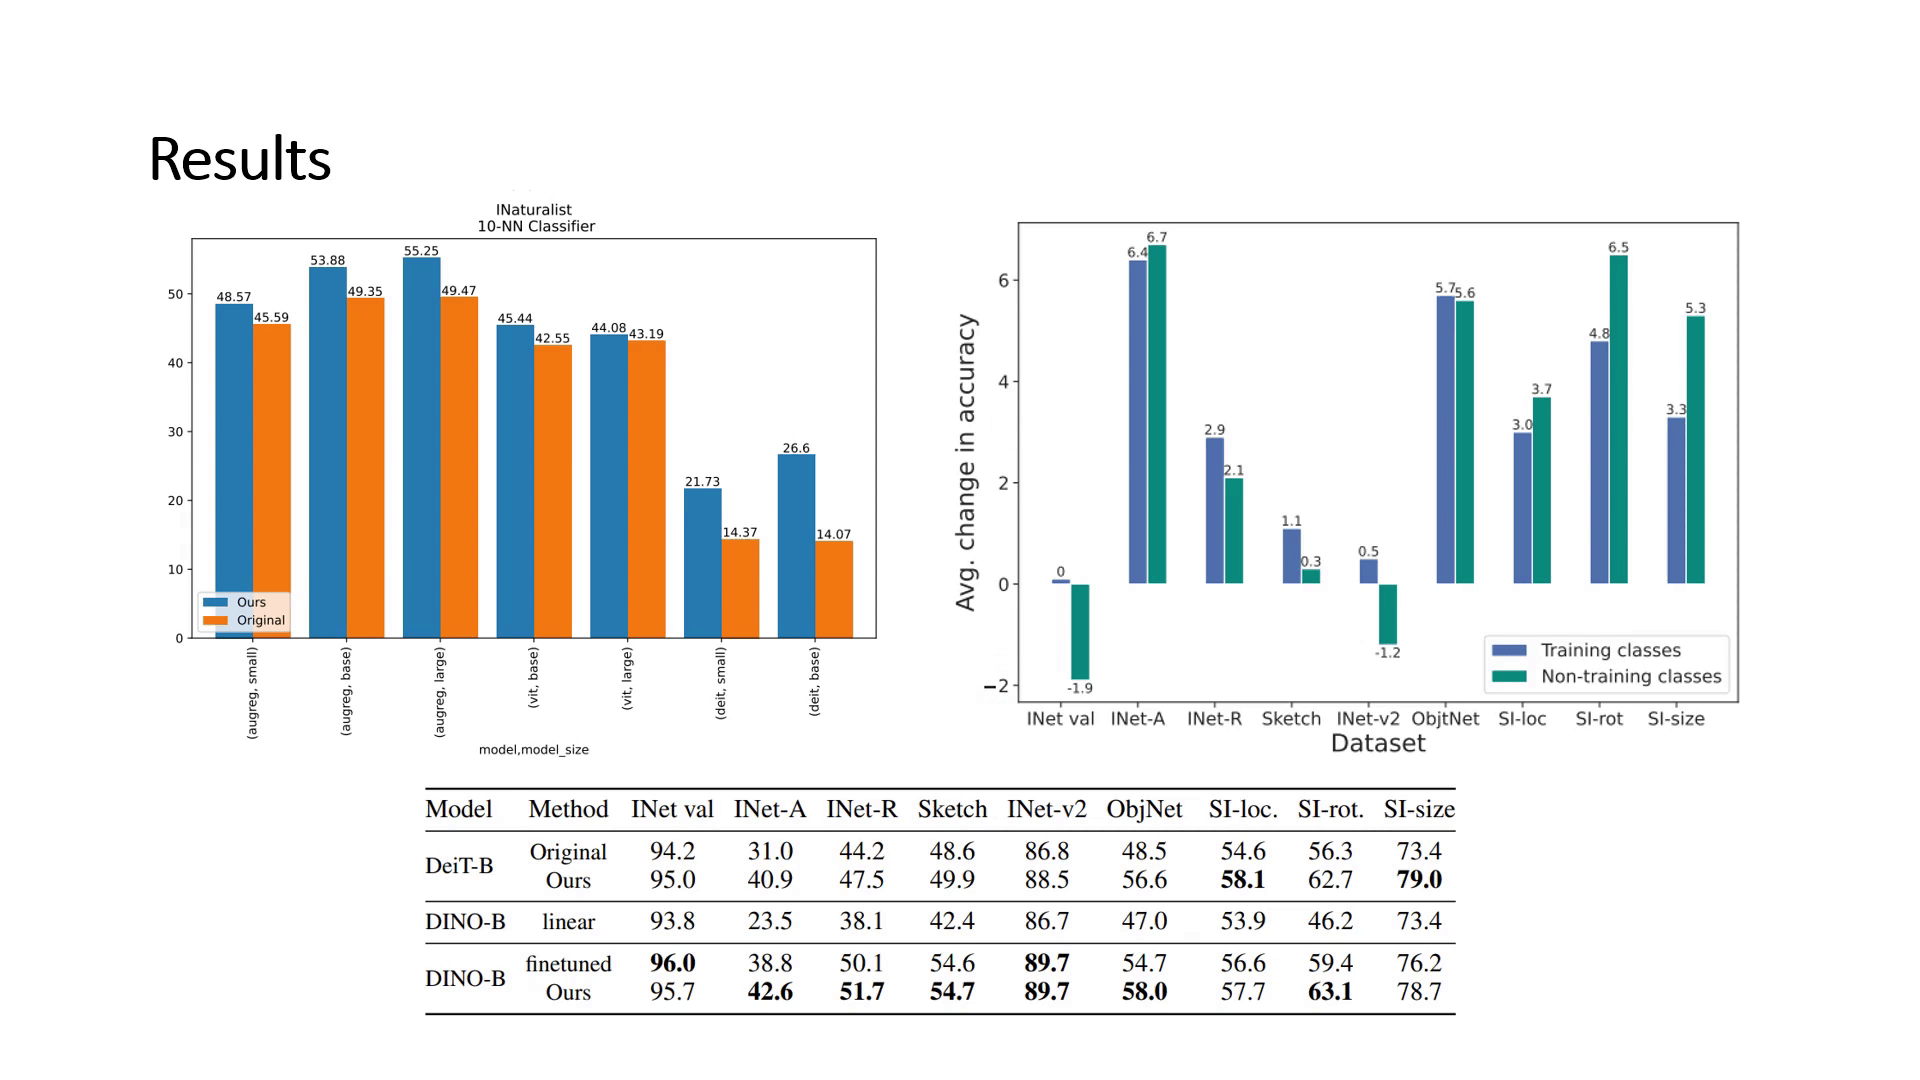 Results
INaturalist
10-NN Classifier
48.57 45.59 53.88 49.35 55.25 49.47 45.44 42.55 44.08 43.19 21.73 14.37 26.6 14.07
50
40
30
20
10
0
Ours
Original
(augreg, small) (augreg, base) (augreg, large) (vit, base) (vit, large) (deit, small) (deit, base)
model,model_size
Avg. change in accuracy
6
4
2
0
−2
0 -1.9 6.4 6.7 2.9 2.1 1.1 0.3 0.5 -1.2 5.7 5.6 3.0 3.7 4.8 6.5 3.3 5.3
Training classes
Non-training classes
INet val INet-A INet-R Sketch INet-v2 ObjtNet SI-loc SI-rot SI-size
Dataset
Model Method INet val INet-A INet-R Sketch INet-v2 ObjNet SI-loc. SI-rot. SI-size
DeiT-B
Original 94.2 31.0 44.2 48.6 86.8 48.5 54.6 56.3 73.4
Ours 95.0 40.9 47.5 49.9 88.5 56.6 58.1 62.7 79.0
DINO-B linear 93.8 23.5 38.1 42.4 86.7 47.0 53.9 46.2 73.4
DINO-B
finetuned 96.0 38.8 50.1 54.6 89.7 54.7 56.6 59.4 76.2
Ours 95.7 42.6 51.7 54.7 89.7 58.0 57.7 63.1 78.7